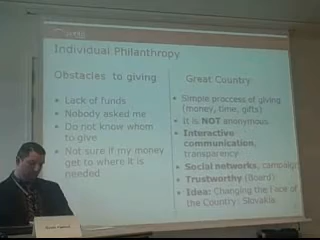 Individual Philanthropy
Obstacles to giving:
• Lack of funds
• Nobody asked me
• Do not know whom
to give
• Not sure if my money
get to where it is
needed
Great Country:
• Simple proccess of giving
(money, time, gifts)
• It is NOT anonymous
• Interactive
communication,
transparency
• Social networks, campaign
• Trustworthy (Board)
• Idea: Changing the Face of
the Country: Slovakia